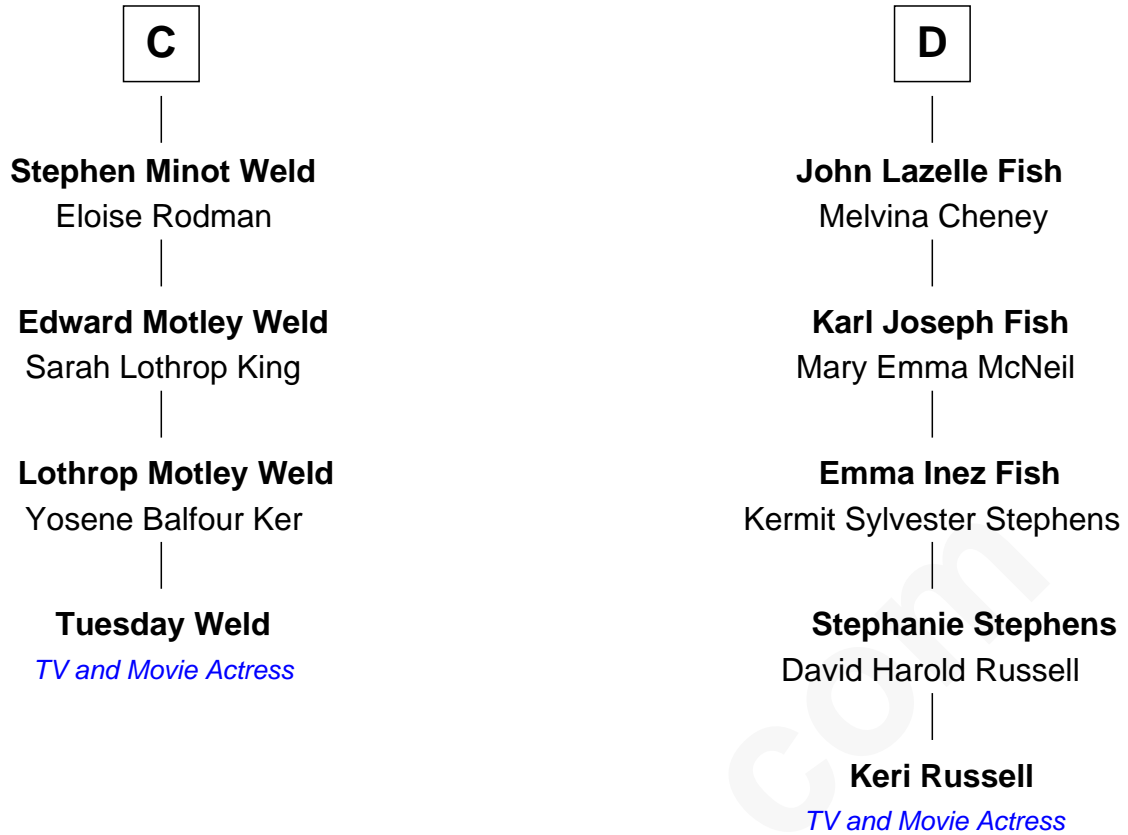 C
Stephen Minot Weld
Eloise Rodman
Edward Motley Weld
Sarah Lothrop King
Lothrop Motley Weld
Yosene Balfour Ker
Tuesday Weld
TV and Movie Actress
D
John Lazelle Fish
Melvina Cheney
Karl Joseph Fish
Mary Emma McNeil
Emma Inez Fish
Kermit Sylvester Stephens
Stephanie Stephens
David Harold Russell
Keri Russell
TV and Movie Actress
com